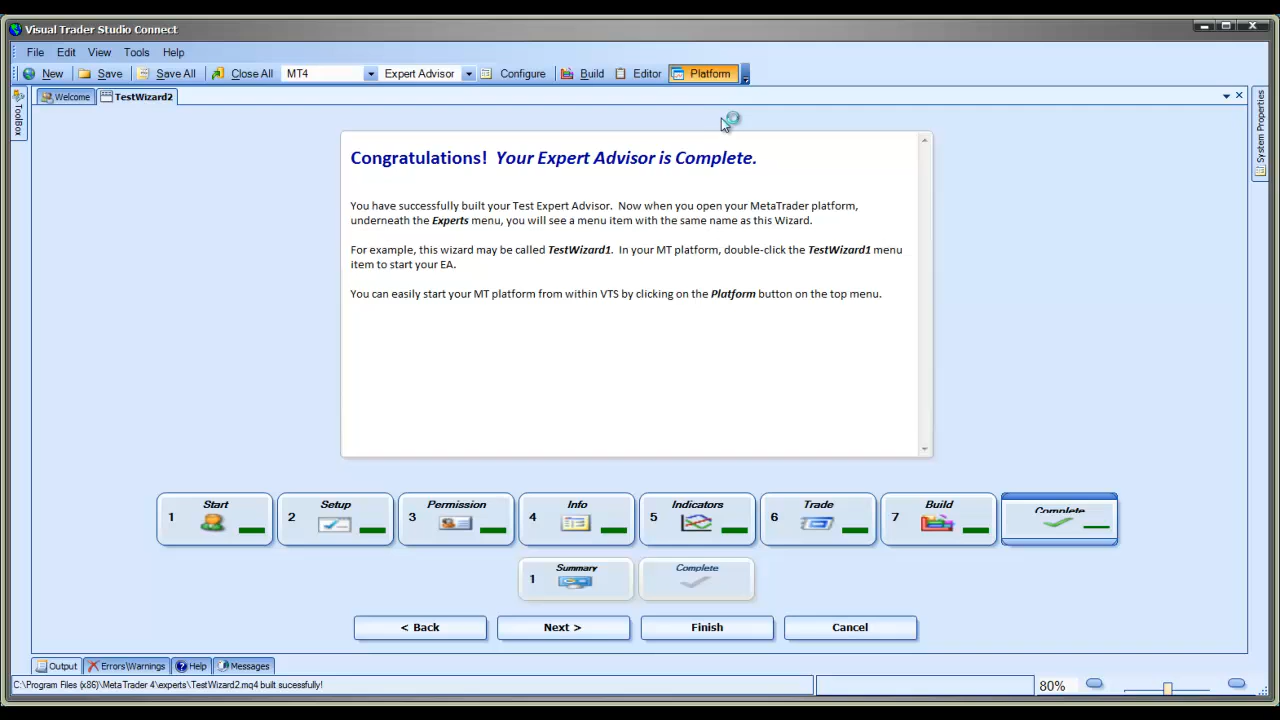 Visual Trader Studio Connect
File Edit View Tools Help
New Save Save All Close All MT4 Expert Advisor Configure Build Editor Platform
Welcome TestWizard2
ToolBox
System Properties
Congratulations! Your Expert Advisor is Complete.
You have successfully built your Test Expert Advisor. Now when you open your MetaTrader platform,
underneath the Experts menu, you will see a menu item with the same name as this Wizard.
For example, this wizard may be called TestWizard1. In your MT platform, double-click the TestWizard1 menu
item to start your EA.
You can easily start your MT platform from within VTS by clicking on the Platform button on the top menu.
1 Start 2 Setup 3 Permission 4 Info 5 Indicators 6 Trade 7 Build Complete
1 Summary Complete
< Back Next > Finish Cancel
Output Errors\Warnings Help Messages
C:\Program Files (x86)\MetaTrader 4\experts\TestWizard2.mq4 built sucessfully! 80%